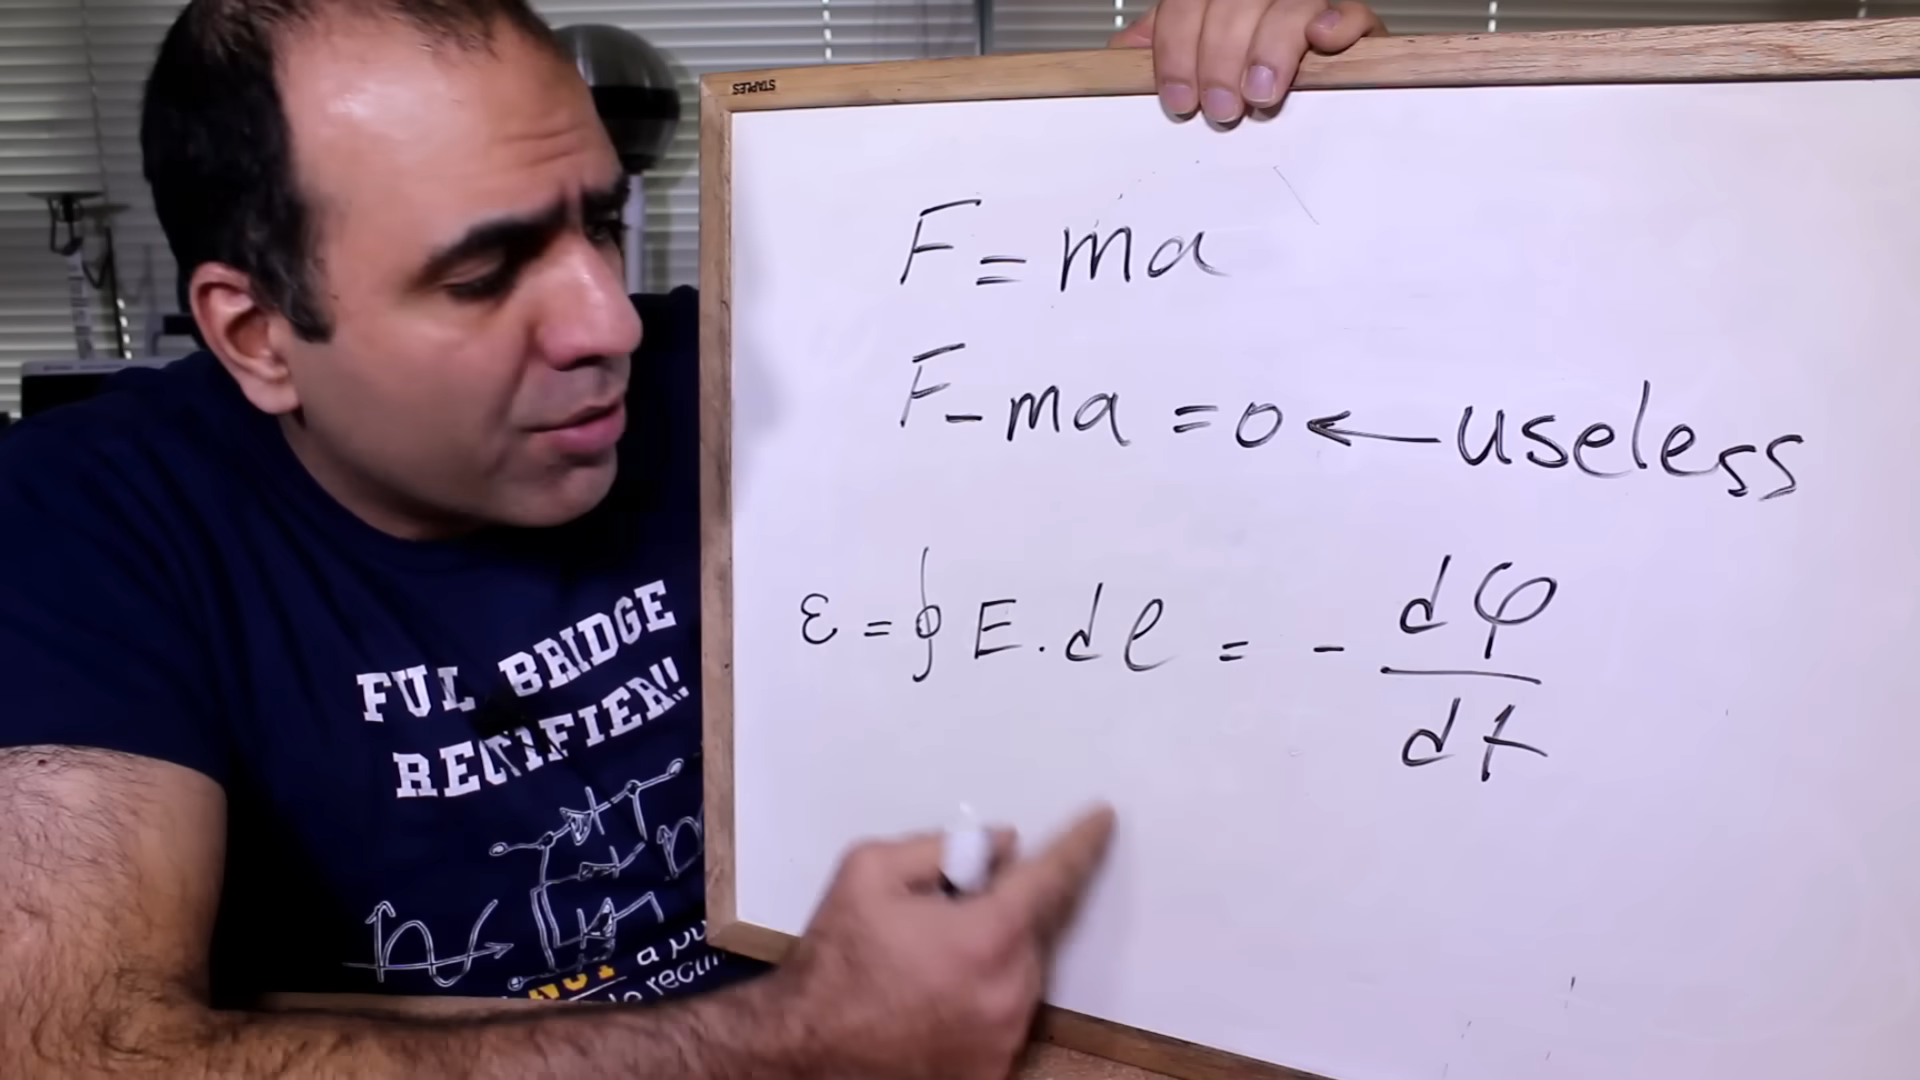 STAPLES
F = ma
F - ma = 0 ← useless
ε = ∮ E . dℓ = - dφ/dt
FUL BRIDGE
RECTIFIER!!
a